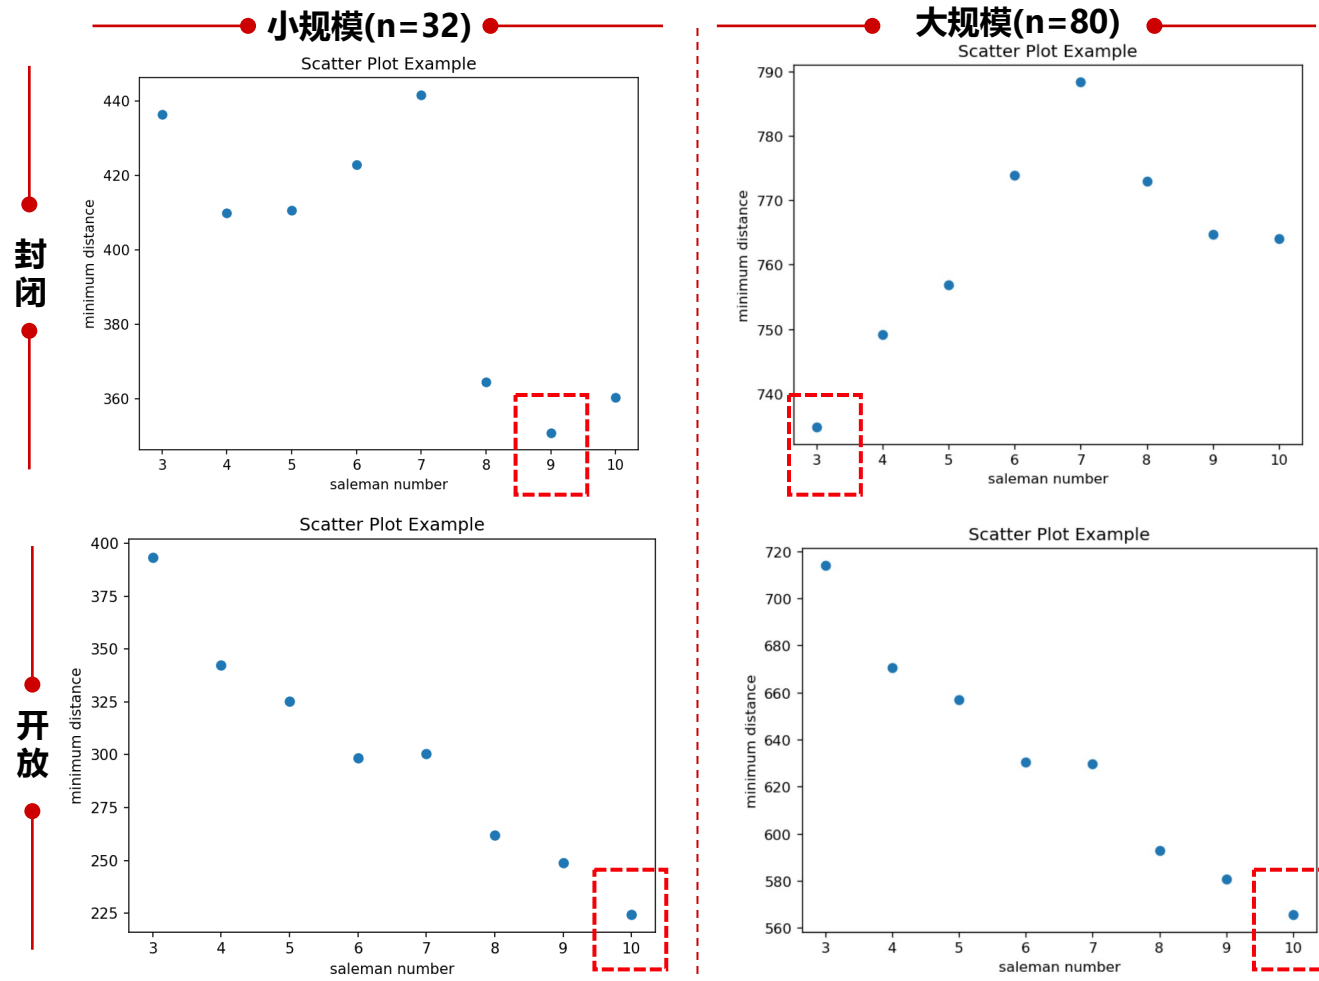 小规模(n=32)
大规模(n=80)
封闭
开放
Scatter Plot Example
440
420
400
380
360
minimum distance
3 4 5 6 7 8 9 10
saleman number
Scatter Plot Example
790
780
770
760
750
740
minimum distance
3 4 5 6 7 8 9 10
saleman number
Scatter Plot Example
400
375
350
325
300
275
250
225
minimum distance
3 4 5 6 7 8 9 10
saleman number
Scatter Plot Example
720
700
680
660
640
620
600
580
560
minimum distance
3 4 5 6 7 8 9 10
saleman number